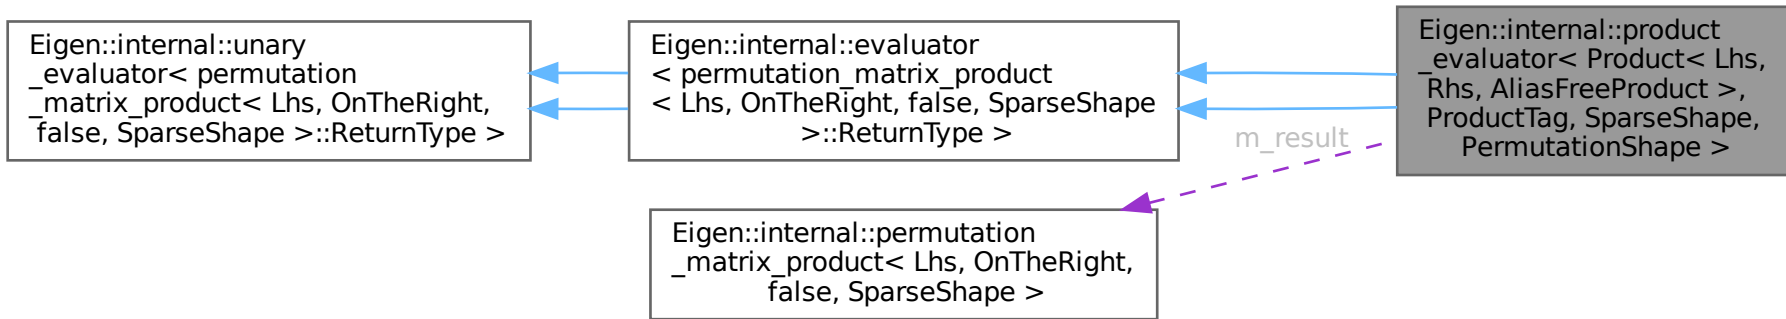 Eigen::internal::unary
_evaluator< permutation
_matrix_product< Lhs, OnTheRight,
false, SparseShape >::ReturnType >
Eigen::internal::evaluator
< permutation_matrix_product
< Lhs, OnTheRight, false, SparseShape
>::ReturnType >
Eigen::internal::product
_evaluator< Product< Lhs,
Rhs, AliasFreeProduct >,
ProductTag, SparseShape,
PermutationShape >
m_result
Eigen::internal::permutation
_matrix_product< Lhs, OnTheRight,
false, SparseShape >